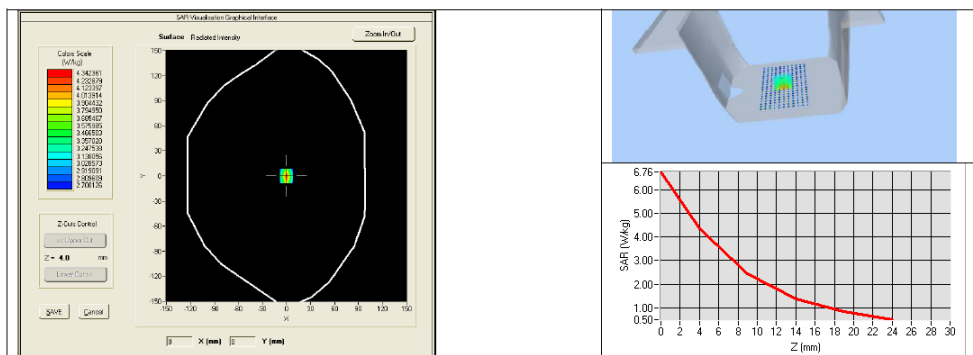 SAR Visualisation Graphical Interface
Surface Radiated Intensity
Zoom In/Out
Colors Scale
(W/kg)
4.342361
4.232879
4.123397
4.013914
3.904432
3.794950
3.685467
3.575985
3.466503
3.357020
3.247538
3.138056
3.028573
2.919091
2.809609
2.700126
Z-Cuts Control
<< Upper Cut
Z = 4.0 mm
Lower Cut >>
SAVE Cancel
150
120
90
60
30
0
-30
-60
-90
-120
-150
Y
-150 -120 -90 -60 -30 0 30 60 90 120 150
X
0 X (mm) 0 Y (mm)
6.76
6.00
5.00
4.00
3.00
2.00
1.00
0.50
SAR (W/kg)
0 2 4 6 8 10 12 14 16 18 20 22 24 26 28 30
Z (mm)